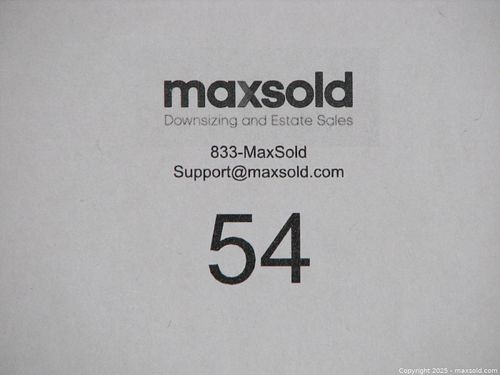 maxsold
Downsizing and Estate Sales
833-MaxSold
Support@maxsold.com
54
Copyright 2025 - maxsold.com